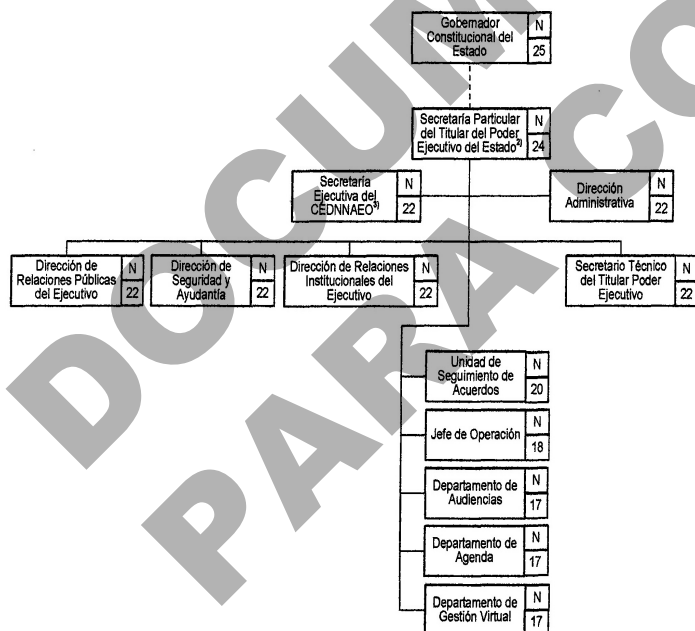 Gobernador
Constitucional del
Estado
N
25
Secretaría Particular
del Titular del Poder
Ejecutivo del Estado²⁾
N
24
Secretaría
Ejecutiva del
CEDNNAEO³⁾
N
22
Dirección
Administrativa
N
22
Dirección de
Relaciones Públicas
del Ejecutivo
N
22
Dirección de
Seguridad y
Ayudantía
N
22
Dirección de Relaciones
Institucionales del
Ejecutivo
N
22
Secretario Técnico
del Titular Poder
Ejecutivo
N
22
Unidad de
Seguimiento de
Acuerdos
N
20
Jefe de Operación
N
18
Departamento de
Audiencias
N
17
Departamento de
Agenda
N
17
Departamento de
Gestión Virtual
N
17
DOCUM
PARA CO